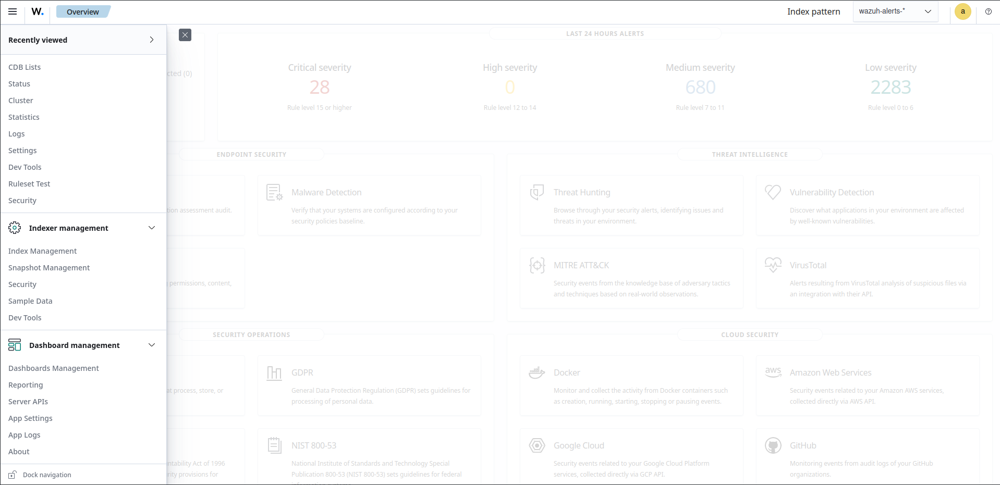 W.
Overview
Index pattern
wazuh-alerts-*
a
Recently viewed
CDB Lists
Status
Cluster
Statistics
Logs
Settings
Dev Tools
Ruleset Test
Security
Indexer management
Index Management
Snapshot Management
Security
Sample Data
Dev Tools
Dashboard management
Dashboards Management
Reporting
Server APIs
App Settings
App Logs
About
Dock navigation
cted (0)
LAST 24 HOURS ALERTS
Critical severity
28
Rule level 15 or higher
High severity
0
Rule level 12 to 14
Medium severity
680
Rule level 7 to 11
Low severity
2283
Rule level 0 to 6
ENDPOINT SECURITY
tion assessment audit.
Malware Detection
Verify that your systems are configured according to your
security policies baseline.
permissions, content,
THREAT INTELLIGENCE
Threat Hunting
Browse through your security alerts, identifying issues and
threats in your environment.
Vulnerability Detection
Discover what applications in your environment are affected
by well-known vulnerabilities.
MITRE ATT&CK
Security events from the knowledge base of adversary tactics
and techniques based on real-world observations.
VirusTotal
Alerts resulting from VirusTotal analysis of suspicious files via
an integration with their API.
SECURITY OPERATIONS
at process, store, or
GDPR
General Data Protection Regulation (GDPR) sets guidelines for
processing of personal data.
ntability Act of 1996
rity provisions for
NIST 800-53
National Institute of Standards and Technology Special
Publication 800-53 (NIST 800-53) sets guidelines for federal
CLOUD SECURITY
Docker
Monitor and collect the activity from Docker containers such
as creation, running, starting, stopping or pausing events.
aws
Amazon Web Services
Security events related to your Amazon AWS services,
collected directly via AWS API.
Google Cloud
Security events related to your Google Cloud Platform
services, collected directly via GCP API.
GitHub
Monitoring events from audit logs of your GitHub
organizations.